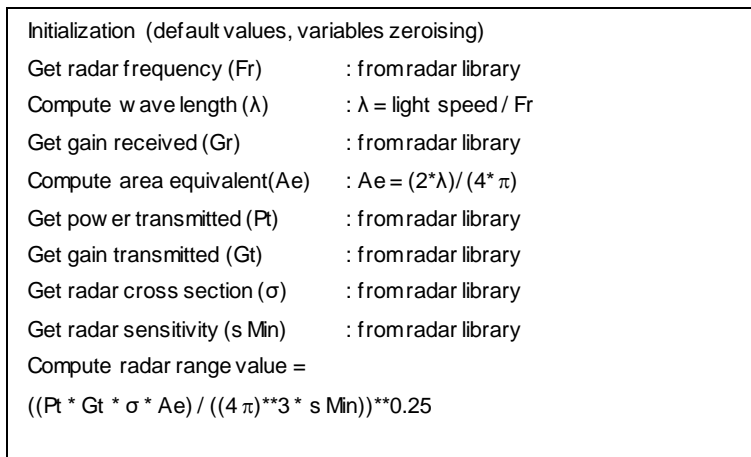 Initialization (default values, variables zeroising)
Get radar frequency (Fr) : from radar library
Compute wave length (λ) : λ = light speed / Fr
Get gain received (Gr) : from radar library
Compute area equivalent(Ae) : Ae = (2*λ)/ (4* π)
Get power transmitted (Pt) : from radar library
Get gain transmitted (Gt) : from radar library
Get radar cross section (σ) : from radar library
Get radar sensitivity (s Min) : from radar library
Compute radar range value =
((Pt * Gt * σ * Ae) / ((4 π)**3 * s Min))**0.25